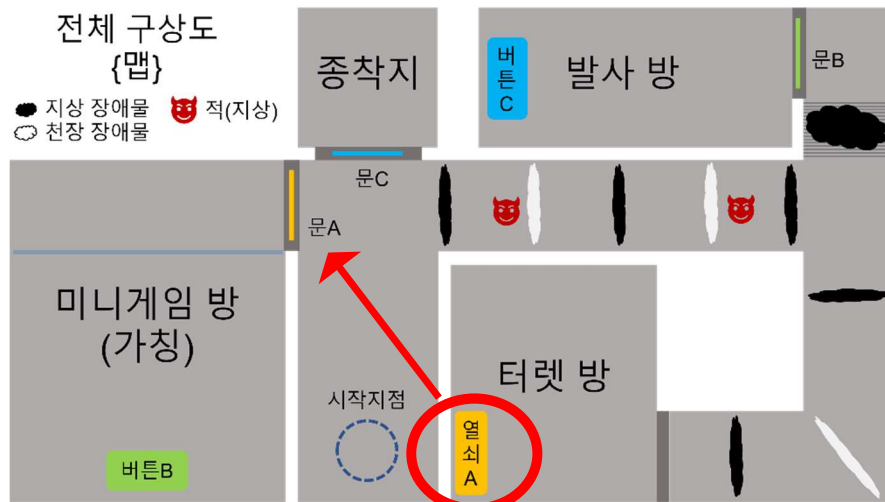 전체 구상도
{맵}
지상 장애물
적(지상)
천장 장애물
종착지
버튼C
발사 방
문B
문C
문A
미니게임 방
(가칭)
버튼B
시작지점
터렛 방
열쇠A